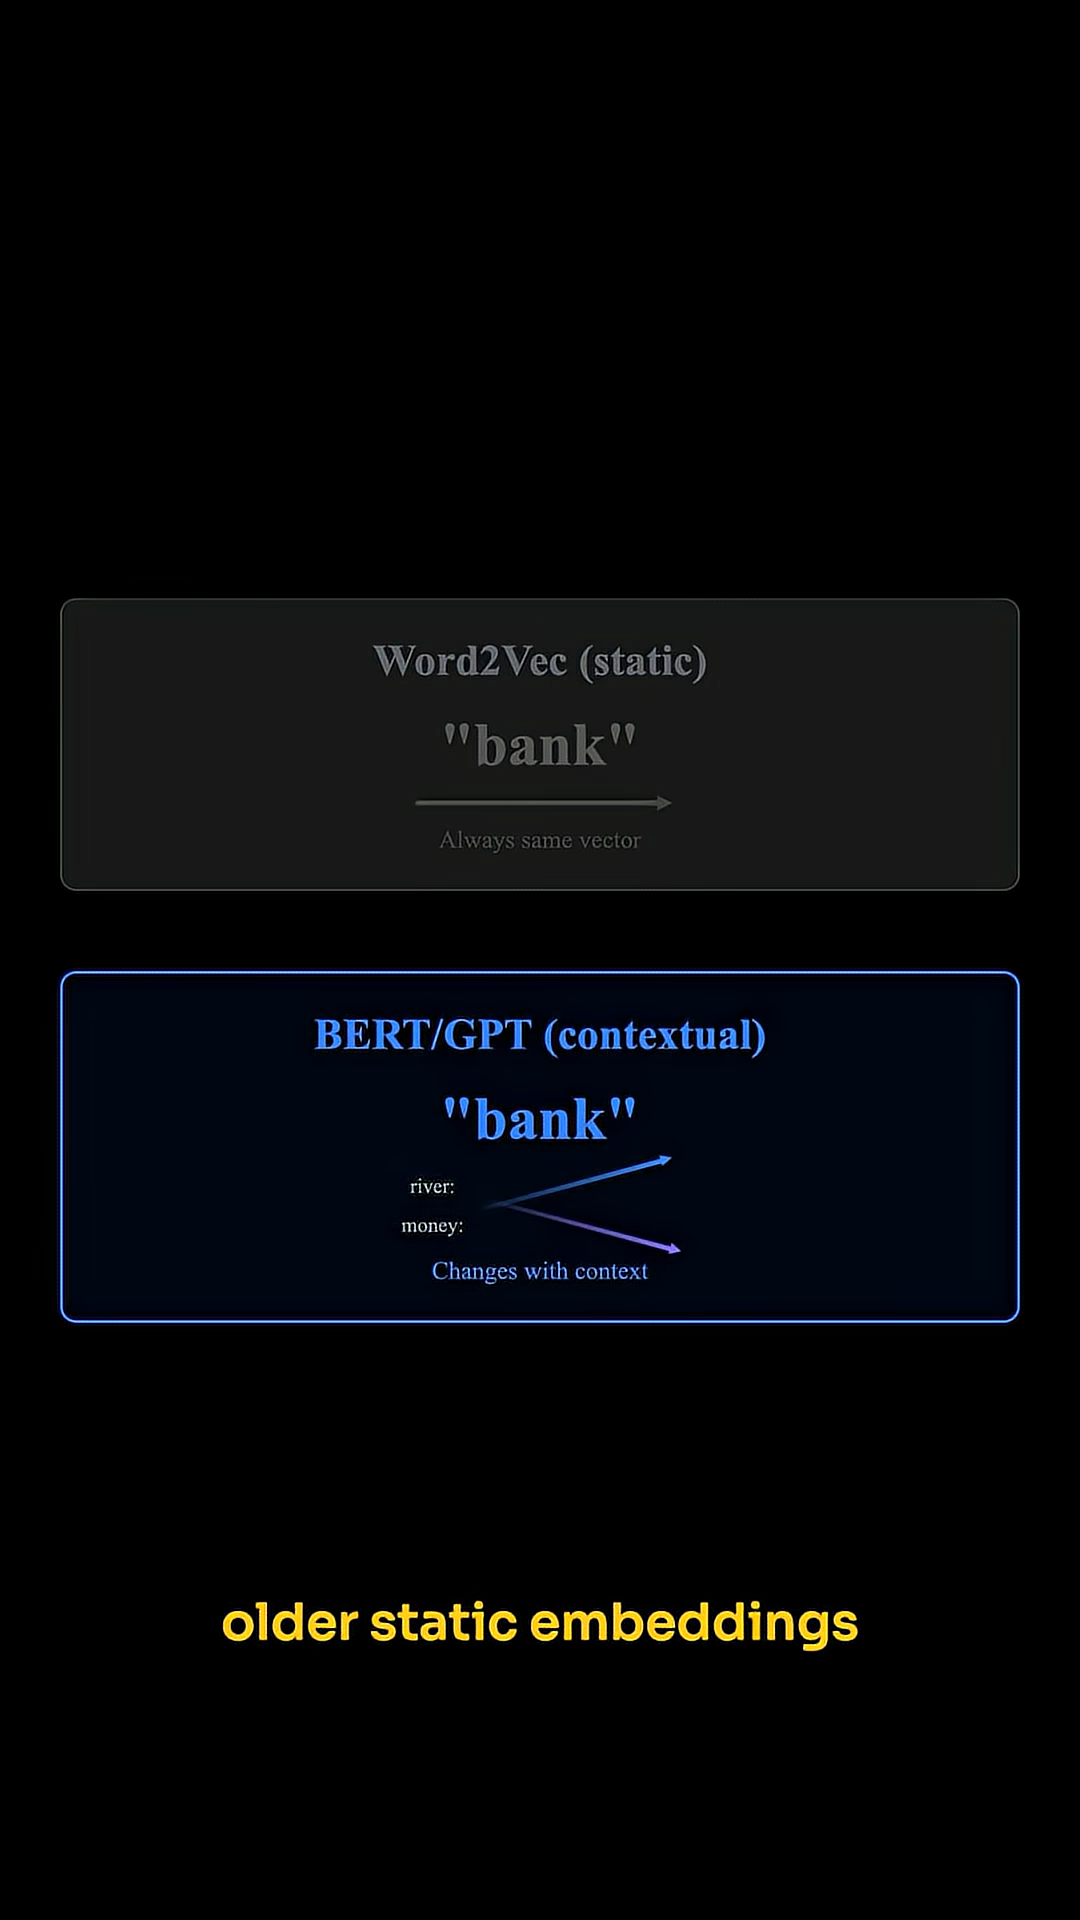 Word2Vec (static)
"bank"
Always same vector
BERT/GPT (contextual)
"bank"
river:
money:
Changes with context
older static embeddings